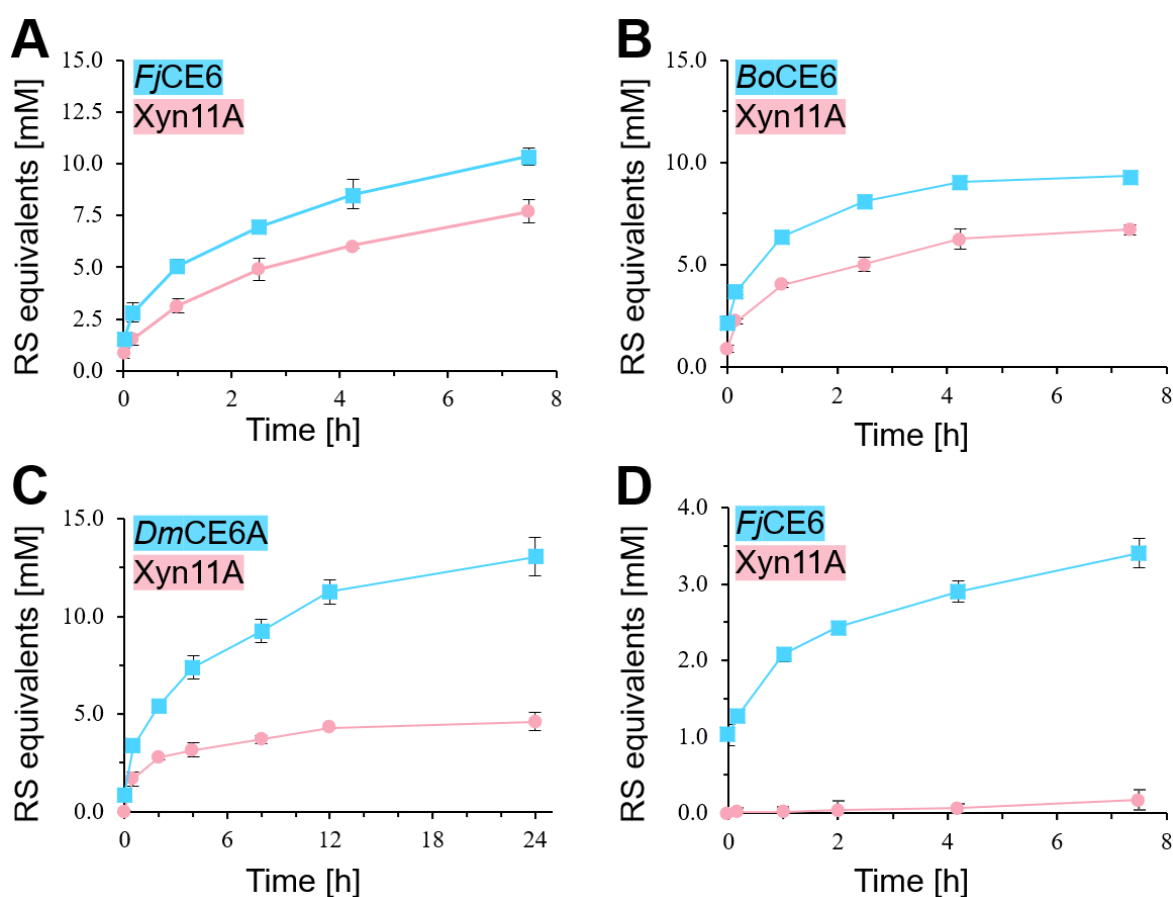 A
FjCE6
Xyn11A
RS equivalents [mM]
15.0
12.5
10.0
7.5
5.0
2.5
0.0
0 2 4 6 8
Time [h]
B
BoCE6
Xyn11A
RS equivalents [mM]
15.0
10.0
5.0
0.0
0 2 4 6 8
Time [h]
C
DmCE6A
Xyn11A
RS equivalents [mM]
15.0
10.0
5.0
0.0
0 6 12 18 24
Time [h]
D
FjCE6
Xyn11A
RS equivalents [mM]
4.0
3.0
2.0
1.0
0.0
0 2 4 6 8
Time [h]